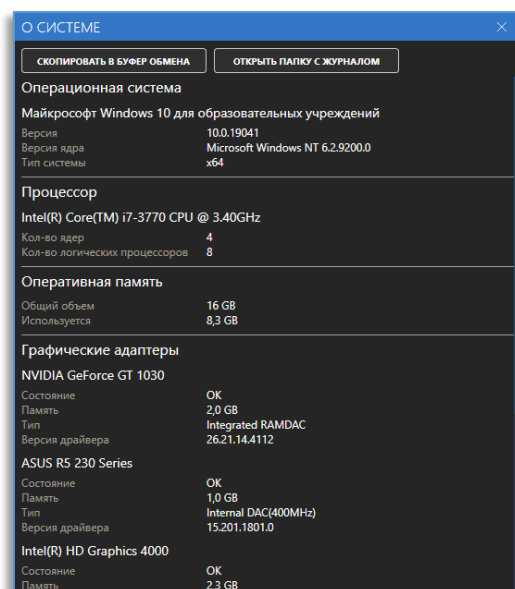 О СИСТЕМЕ
СКОПИРОВАТЬ В БУФЕР ОБМЕНА ОТКРЫТЬ ПАПКУ С ЖУРНАЛОМ
Операционная система
Майкрософт Windows 10 для образовательных учреждений
Версия 10.0.19041
Версия ядра Microsoft Windows NT 6.2.9200.0
Тип системы x64
Процессор
Intel(R) Core(TM) i7-3770 CPU @ 3.40GHz
Кол-во ядер 4
Кол-во логических процессоров 8
Оперативная память
Общий объем 16 GB
Используется 8,3 GB
Графические адаптеры
NVIDIA GeForce GT 1030
Состояние OK
Память 2,0 GB
Тип Integrated RAMDAC
Версия драйвера 26.21.14.4112
ASUS R5 230 Series
Состояние OK
Память 1,0 GB
Тип Internal DAC(400MHz)
Версия драйвера 15.201.1801.0
Intel(R) HD Graphics 4000
Состояние OK
Память 2,3 GB